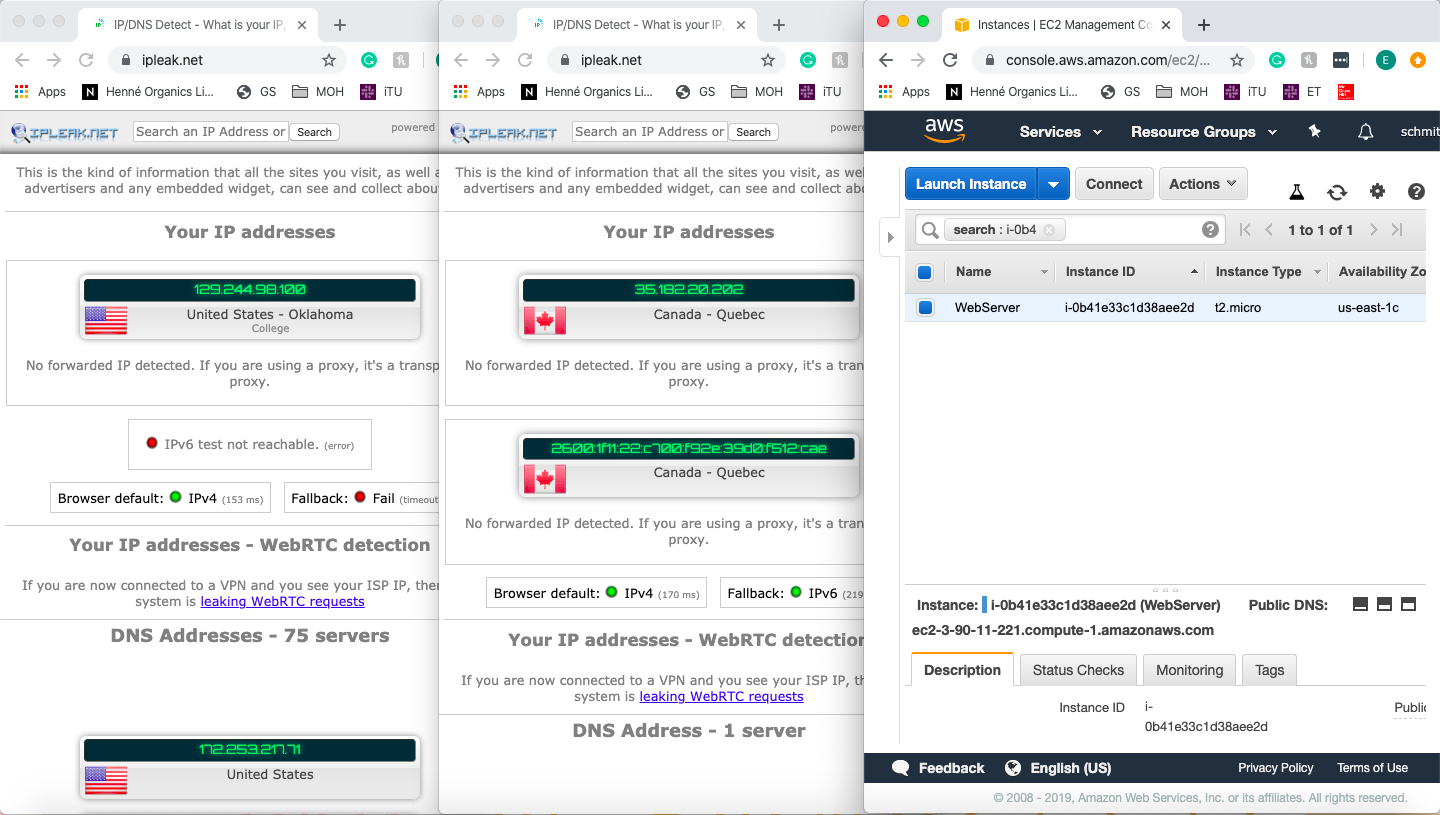 IP/DNS Detect - What is your IP,
ipleak.net
Apps
Henné Organics Li...
GS
MOH
iTU
IPLEAK.NET
Search an IP Address or
Search
powered
This is the kind of information that all the sites you visit, as well a
advertisers and any embedded widget, can see and collect abou
Your IP addresses
129.244.98.100
United States - Oklahoma
College
No forwarded IP detected. If you are using a proxy, it's a transp
proxy.
IPv6 test not reachable. (error)
Browser default: IPv4 (153 ms)
Fallback: Fail (timeout
Your IP addresses - WebRTC detection
If you are now connected to a VPN and you see your ISP IP, then
system is leaking WebRTC requests
DNS Addresses - 75 servers
172.253.217.71
United States
IP/DNS Detect - What is your IP,
ipleak.net
Apps
Henné Organics Li...
GS
MOH
iTU
IPLEAK.NET
Search an IP Address or
Search
powered
This is the kind of information that all the sites you visit, as wel
advertisers and any embedded widget, can see and collect abo
Your IP addresses
35.182.20.202
Canada - Quebec
No forwarded IP detected. If you are using a proxy, it's a tran
proxy.
2600:1f11:22:c700:f92e:39d0:f512:cae
Canada - Quebec
No forwarded IP detected. If you are using a proxy, it's a tran
proxy.
Browser default: IPv4 (170 ms)
Fallback: IPv6 (219
Your IP addresses - WebRTC detection
If you are now connected to a VPN and you see your ISP IP, th
system is leaking WebRTC requests
DNS Address - 1 server
Instances | EC2 Management Co
console.aws.amazon.com/ec2/...
E
Apps
Henné Organics Li...
GS
MOH
iTU
ET
aws
Services
Resource Groups
schmit
Launch Instance
Connect
Actions
search : i-0b4
1 to 1 of 1
Name
Instance ID
Instance Type
Availability Zo
WebServer
i-0b41e33c1d38aee2d
t2.micro
us-east-1c
Instance: i-0b41e33c1d38aee2d (WebServer) Public DNS:
ec2-3-90-11-221.compute-1.amazonaws.com
Description
Status Checks
Monitoring
Tags
Instance ID
i-
0b41e33c1d38aee2d
Public
Feedback
English (US)
Privacy Policy
Terms of Use
© 2008 - 2019, Amazon Web Services, Inc. or its affiliates. All rights reserved.